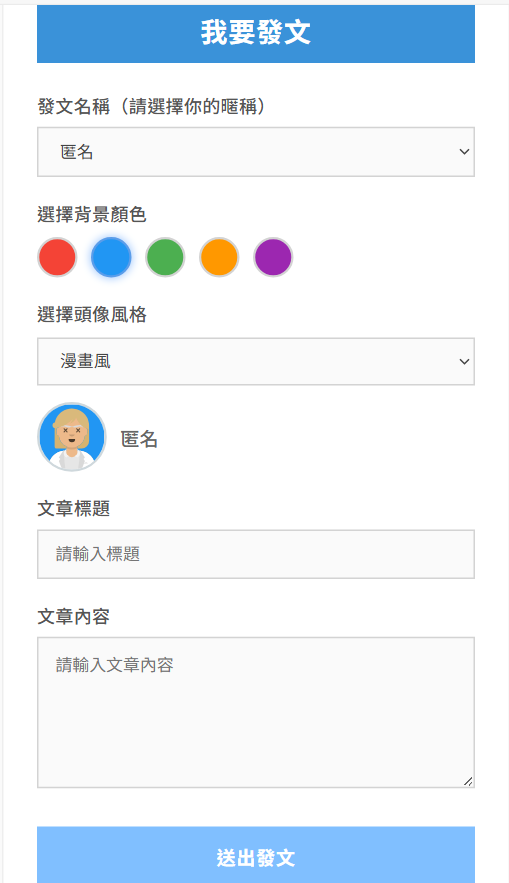 我要發文
發文名稱（請選擇你的暱稱）
匿名
選擇背景顏色
選擇頭像風格
漫畫風
匿名
文章標題
請輸入標題
文章內容
請輸入文章內容
送出發文